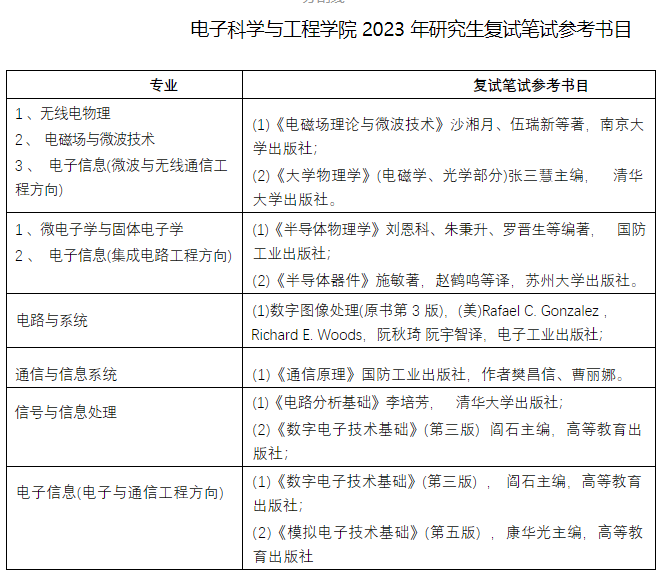 电子科学与工程学院 2023 年研究生复试笔试参考书目
专业
复试笔试参考书目
1、无线电物理
2、 电磁场与微波技术
3、 电子信息(微波与无线通信工
程方向)
(1)《电磁场理论与微波技术》沙湘月、伍瑞新等著，南京大
学出版社；
(2)《大学物理学》(电磁学、光学部分)张三慧主编， 清华
大学出版社。
1、微电子学与固体电子学
2、 电子信息(集成电路工程方向)
(1)《半导体物理学》刘恩科、朱秉升、罗晋生等编著， 国防
工业出版社；
(2)《半导体器件》施敏著，赵鹤鸣等译，苏州大学出版社。
电路与系统
(1)数字图像处理(原书第 3 版)，(美)Rafael C. Gonzalez ，
Richard E. Woods，阮秋琦 阮宇智译，电子工业出版社；
通信与信息系统
(1)《通信原理》国防工业出版社，作者樊昌信、曹丽娜。
信号与信息处理
(1)《电路分析基础》李培芳， 清华大学出版社；
(2)《数字电子技术基础》(第三版) 阎石主编，高等教育出
版社；
电子信息(电子与通信工程方向)
(1)《数字电子技术基础》(第三版) ， 阎石主编，高等教育
出版社；
(2)《模拟电子技术基础》(第五版) ，康华光主编，高等教
育出版社